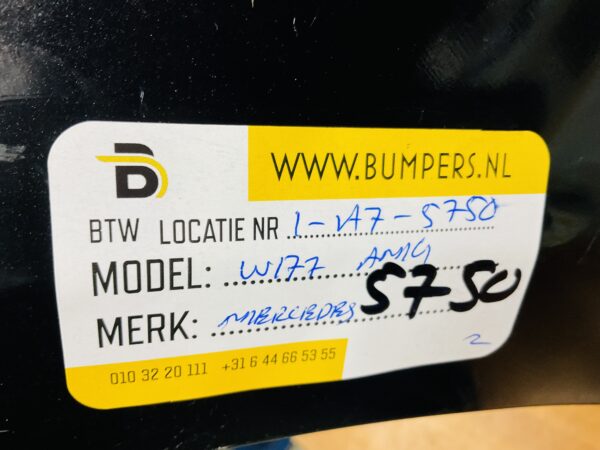 B
WWW.BUMPERS.NL
BTW LOCATIE NR 1-A7-5750
MODEL: W177 AMG
MERK: MERCEDES 5750
010 32 20 111 +31 6 44 66 53 55
2